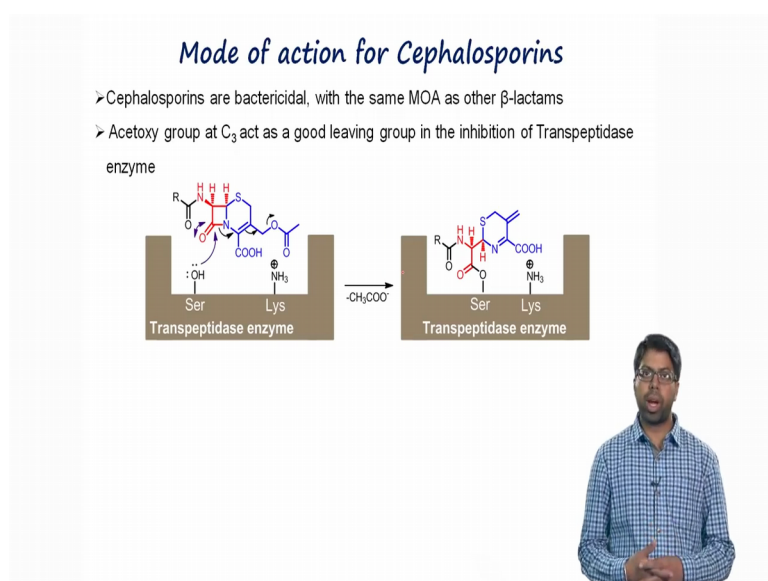 Mode of action for Cephalosporins
➢Cephalosporins are bactericidal, with the same MOA as other β-lactams
➢ Acetoxy group at C₃ act as a good leaving group in the inhibition of Transpeptidase
enzyme
H H H
R N S
O N O
O COOH O
:OH ⊕
NH₃
Ser Lys
Transpeptidase enzyme
-CH₃COO⁻
S
R H N H
O H N COOH
O O ⊕
NH₃
Ser Lys
Transpeptidase enzyme